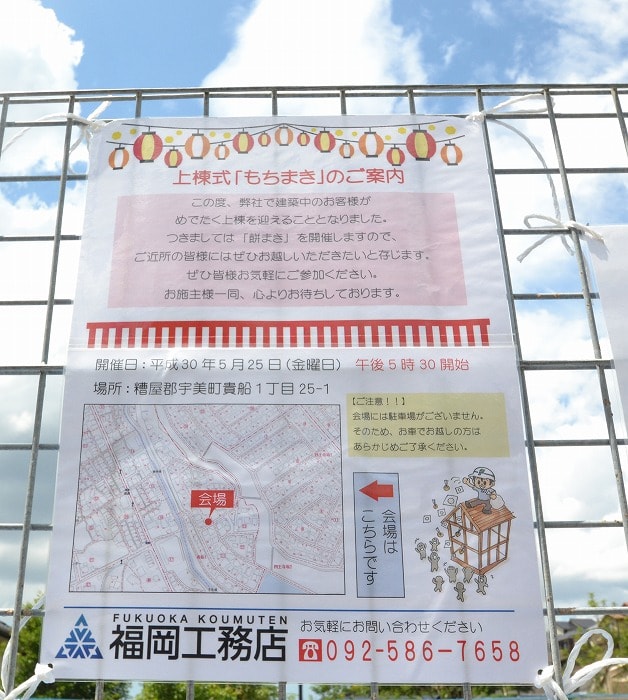 上棟式「もちまき」のご案内
この度、弊社で建築中のお客様が
めでたく上棟を迎えることとなりました。
つきましては「餅まき」を開催しますので、
ご近所の皆様にはぜひお越しいただきたいと存じます。
ぜひ皆様お気軽にご参加ください。
お施主様一同、心よりお待ちしております。
開催日：平成30年5月25日（金曜日） 午後5時30開始
場所：糟屋郡宇美町貴船1丁目25-1
【ご注意！！】
会場には駐車場がございません。
そのため、お車でお越しの方は
あらかじめご了承ください。
会場
会場は
こちらです
FUKUOKA KOUMUTEN
福岡工務店
お気軽にお問い合わせください
☎092-586-7658